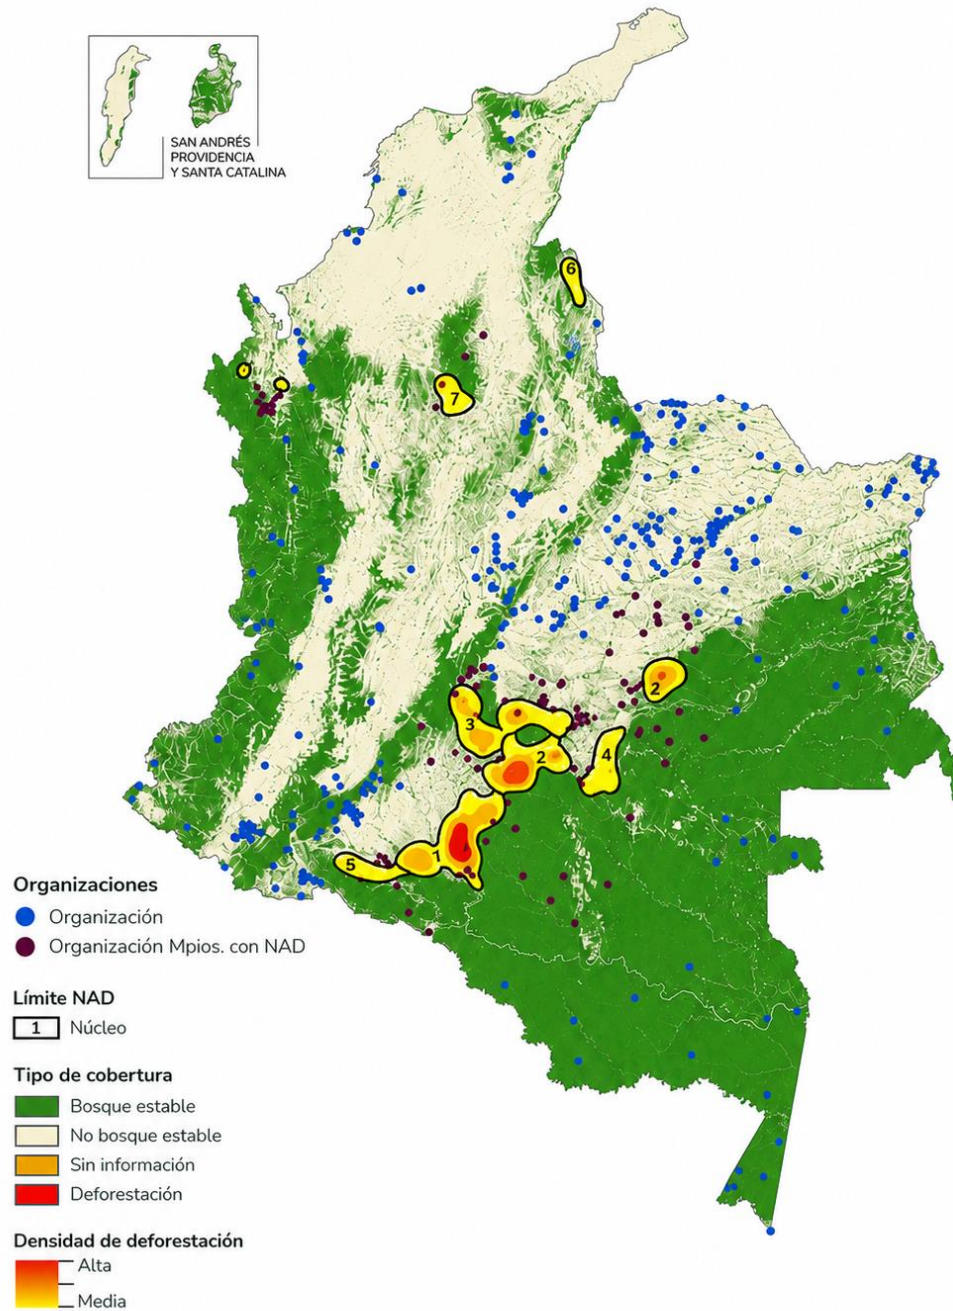 SAN ANDRÉS
PROVIDENCIA
Y SANTA CATALINA
6
7
2
3
2
4
1
5
Organizaciones
Organización
Organización Mpios. con NAD
Límite NAD
1 Núcleo
Tipo de cobertura
Bosque estable
No bosque estable
Sin información
Deforestación
Densidad de deforestación
Alta
Media